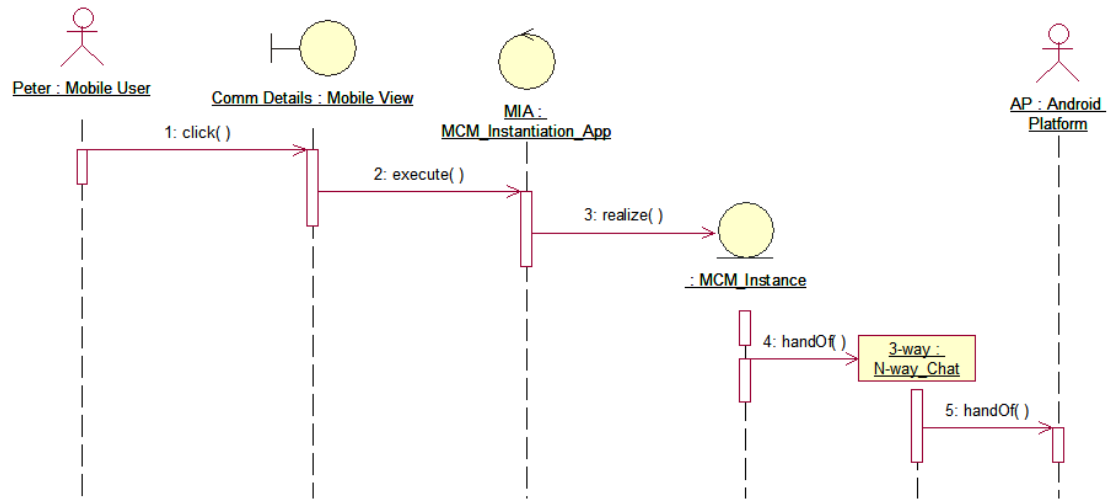 Peter : Mobile User
Comm Details : Mobile View
MIA :
MCM_Instantiation_App
AP : Android
Platform
1: click( )
2: execute( )
3: realize( )
: MCM_Instance
4: handOf( )
3-way :
N-way_Chat
5: handOf( )